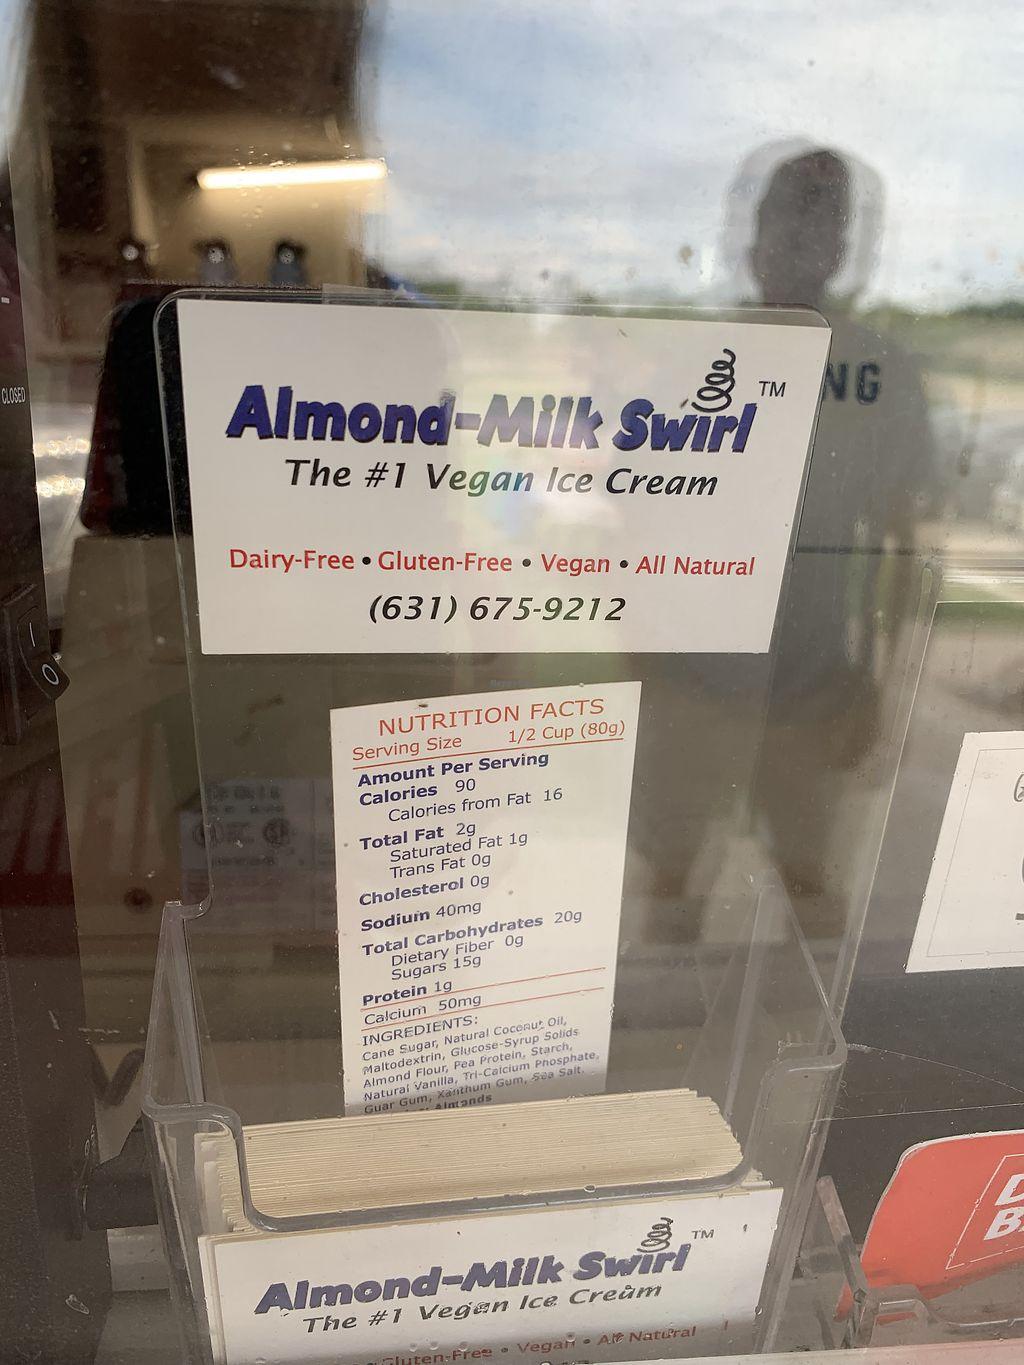 CLOSED
NG
Almond-Milk Swirl ™
The #1 Vegan Ice Cream
Dairy-Free • Gluten-Free • Vegan • All Natural
(631) 675-9212
NUTRITION FACTS
Serving Size 1/2 Cup (80g)
Amount Per Serving
Calories 90
Calories from Fat 16
Total Fat 2g
Saturated Fat 1g
Trans Fat 0g
Cholesterol 0g
Sodium 40mg
Total Carbohydrates 20g
Dietary Fiber 0g
Sugars 15g
Protein 1g
Calcium 50mg
INGREDIENTS:
Cane Sugar, Natural Coconut Oil,
Maltodextrin, Glucose-Syrup Solids
Almond Flour, Pea Protein, Starch,
Natural Vanilla, Tri-Calcium Phosphate,
Guar Gum, Xanthum Gum, Sea Salt.
Almonds
Almond-Milk Swirl ™
The #1 Vegan Ice Cream
Gluten-Free • Vegan • All Natural